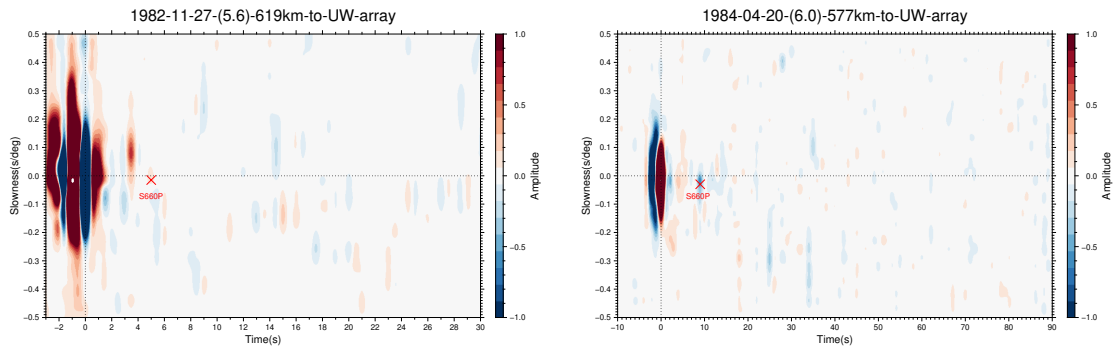 1982-11-27-(5.6)-619km-to-UW-array
0.5
0.4
0.3
0.2
0.1
0.0
−0.1
−0.2
−0.3
−0.4
−0.5
Slowness(s/deg)
S660P
−2 0 2 4 6 8 10 12 14 16 18 20 22 24 26 28 30
Time(s)
1.0
0.5
0.0
−0.5
−1.0
Amplitude
1984-04-20-(6.0)-577km-to-UW-array
0.5
0.4
0.3
0.2
0.1
0.0
−0.1
−0.2
−0.3
−0.4
−0.5
Slowness(s/deg)
S660P
−10 0 10 20 30 40 50 60 70 80 90
Time(s)
1.0
0.5
0.0
−0.5
−1.0
Amplitude